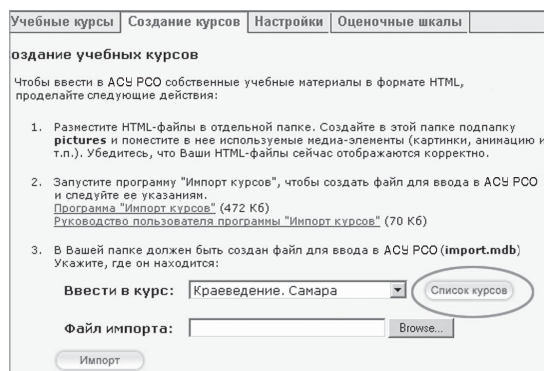 Учебные курсы Создание курсов Настройки Оценочные шкалы
оздание учебных курсов
Чтобы ввести в АСУ РСО собственные учебные материалы в формате HTML,
проделайте следующие действия:
1. Разместите HTML-файлы в отдельной папке. Создайте в этой папке подпапку
pictures и поместите в нее используемые медиа-элементы (картинки, анимацию и
т.п.). Убедитесь, что Ваши HTML-файлы сейчас отображаются корректно.
2. Запустите программу "Импорт курсов", чтобы создать файл для ввода в АСУ РСО
и следуйте ее указаниям.
Программа "Импорт курсов" (472 Кб)
Руководство пользователя программы "Импорт курсов" (70 Кб)
3. В Вашей папке должен быть создан файл для ввода в АСУ РСО (import.mdb)
Укажите, где он находится:
Ввести в курс: Краеведение. Самара Список курсов
Файл импорта: Browse...
Импорт